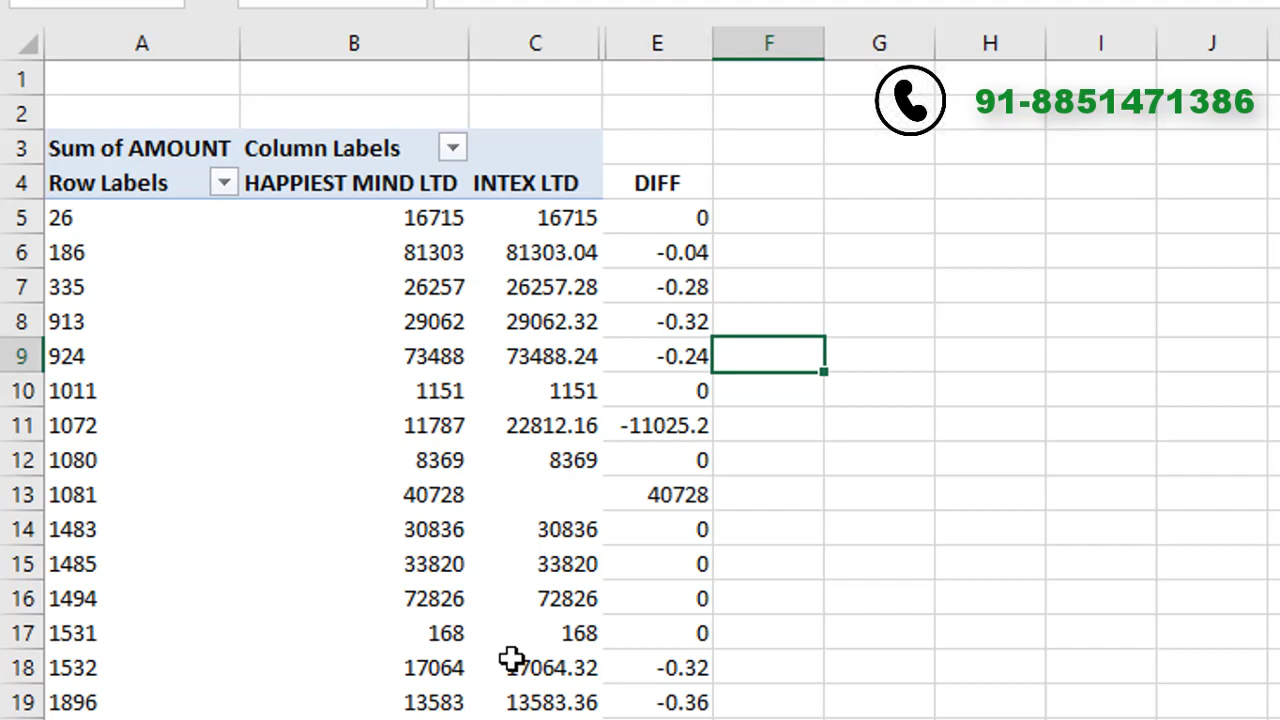 A B C E F G H I J
1
91-8851471386
2
3 Sum of AMOUNT Column Labels
4 Row Labels HAPPIEST MIND LTD INTEX LTD DIFF
5 26 16715 16715 0
6 186 81303 81303.04 -0.04
7 335 26257 26257.28 -0.28
8 913 29062 29062.32 -0.32
9 924 73488 73488.24 -0.24
10 1011 1151 1151 0
11 1072 11787 22812.16 -11025.2
12 1080 8369 8369 0
13 1081 40728 40728
14 1483 30836 30836 0
15 1485 33820 33820 0
16 1494 72826 72826 0
17 1531 168 168 0
18 1532 17064 17064.32 -0.32
19 1896 13583 13583.36 -0.36